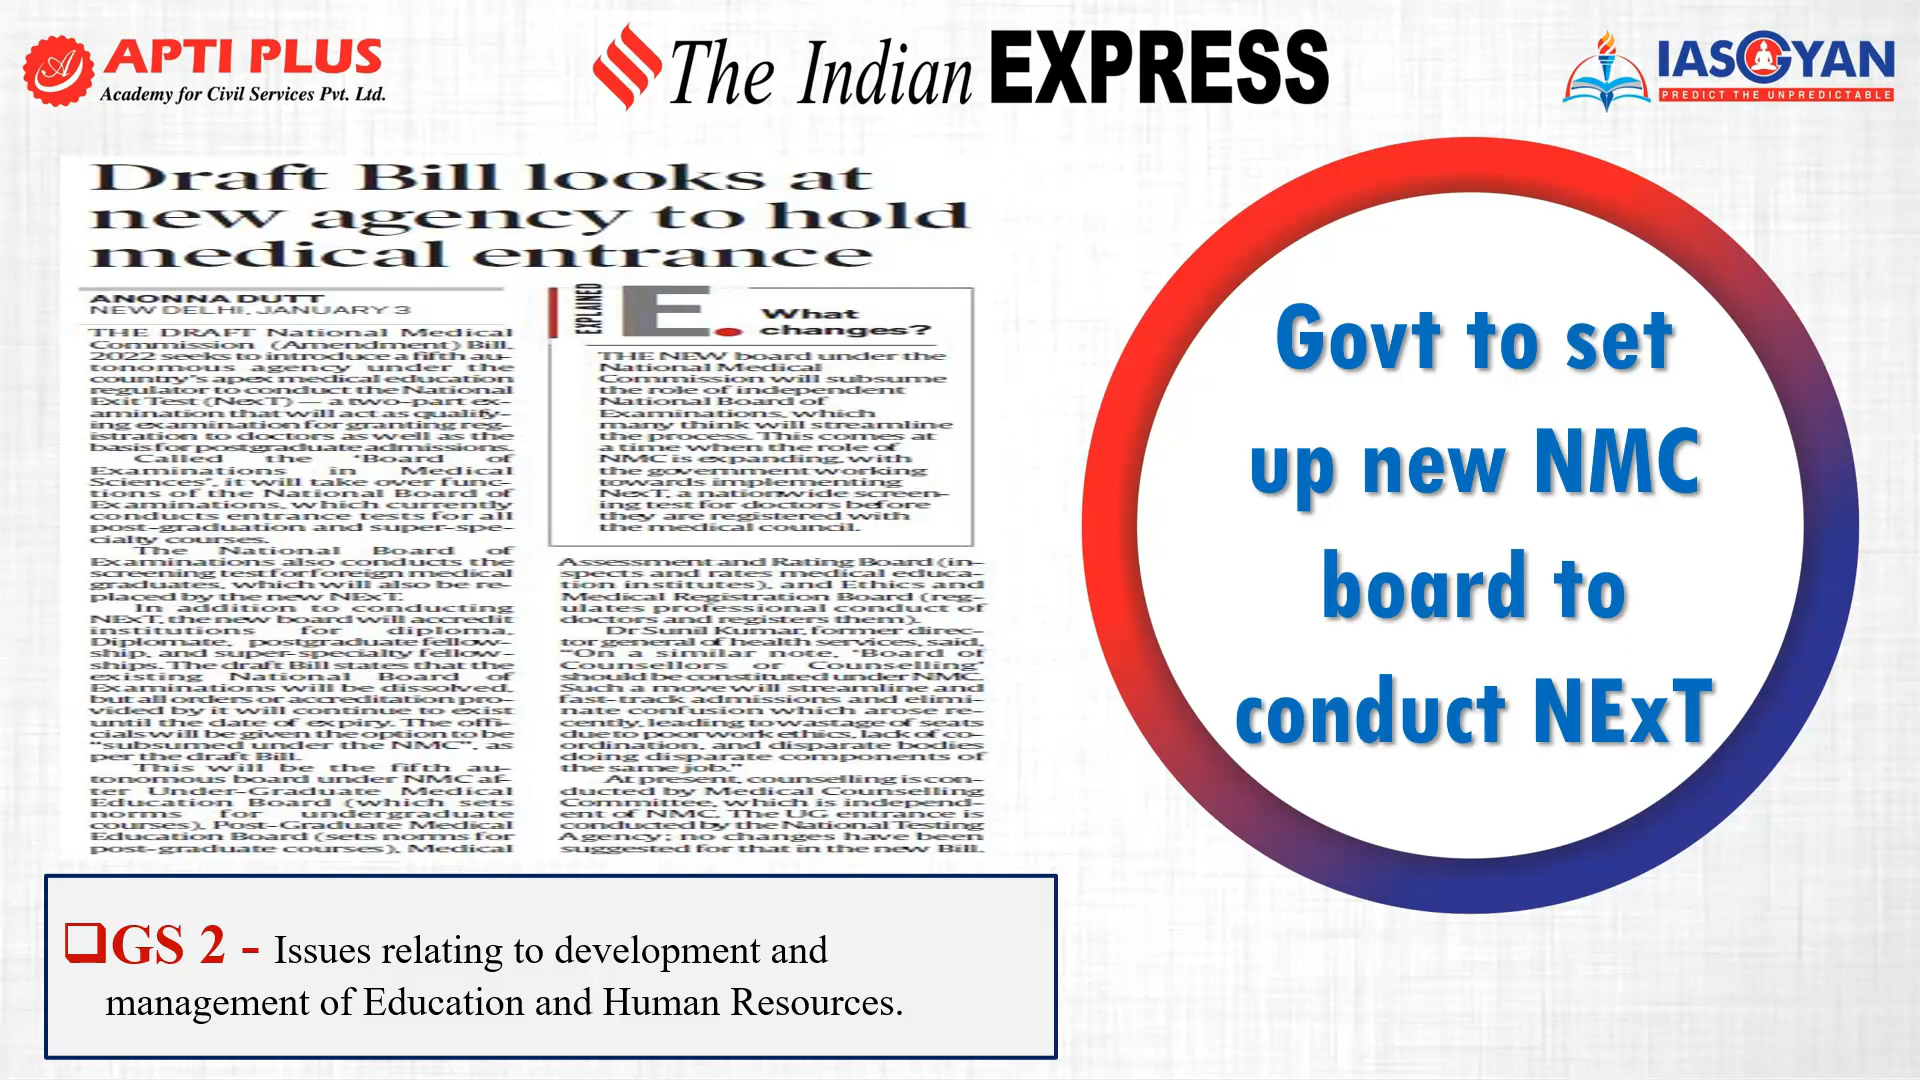 APTI PLUS
Academy for Civil Services Pvt. Ltd.
The Indian EXPRESS
IASGYAN
PREDICT THE UNPREDICTABLE
Draft Bill looks at
new agency to hold
medical entrance
ANONNA DUTT
NEW DELHI, JANUARY 3
THE DRAFT National Medical
Commission (Amendment) Bill,
2022 seeks to introduce a fifth au-
tonomous agency under the
country's apex medical education
regulator to conduct the National
Exit Test (NexT) — a two-part ex-
amination that will act as qualify-
ing examination for granting reg-
istration to doctors as well as the
basis for postgraduate admissions.
Called the 'Board of
Examinations in Medical
Sciences', it will take over func-
tions of the National Board of
Examinations, which currently
conducts entrance tests for all
post-graduation and super-spe-
cialty courses.
The National Board of
Examinations also conducts the
screening test for foreign medical
graduates, which will also be re-
placed by the new NExT.
In addition to conducting
NExT, the new board will accredit
institutions for diploma,
Diplomate, postgraduate fellow-
ship, and super-specialty fellow-
ships. The draft Bill states that the
existing National Board of
Examinations will be dissolved,
but all orders or accreditation pro-
vided by it will continue to exist
until the date of expiry. The offi-
cials will be given the option to be
"subsumed under the NMC", as
per the draft Bill.
This will be the fifth au-
tonomous board under NMC af-
ter Under-Graduate Medical
Education Board (which sets
norms for undergraduate
courses), Post-Graduate Medical
Education Board (sets norms for
post-graduate courses), Medical
EXPLAINED
E.
What
changes?
THE NEW board under the
National Medical
Commission will subsume
the role of independent
National Board of
Examinations, which
many think will streamline
the process. This comes at
a time when the role of
NMC is expanding, with
the government working
towards implementing
NexT, a nationwide screen-
ing test for doctors before
they are registered with
the medical council.
Assessment and Rating Board (in-
spects and rates medical educa-
tion institutes), and Ethics and
Medical Registration Board (reg-
ulates professional conduct of
doctors and registers them).
Dr Sunil Kumar, former direc-
tor general of health services, said,
"On a similar note, 'Board of
Counsellors or Counselling'
should be constituted under NMC.
Such a move will streamline and
fast-track admissions and elimi-
nate confusion which arose re-
cently, leading to wastage of seats
due to poor work ethics, lack of co-
ordination, and disparate bodies
doing disparate components of
the same job."
At present, counselling is con-
ducted by Medical Counselling
Committee, which is independ-
ent of NMC. The UG entrance is
conducted by the National Testing
Agency; no changes have been
suggested for that in the new Bill.
Govt to set
up new NMC
board to
conduct NExT
GS 2 - Issues relating to development and
management of Education and Human Resources.